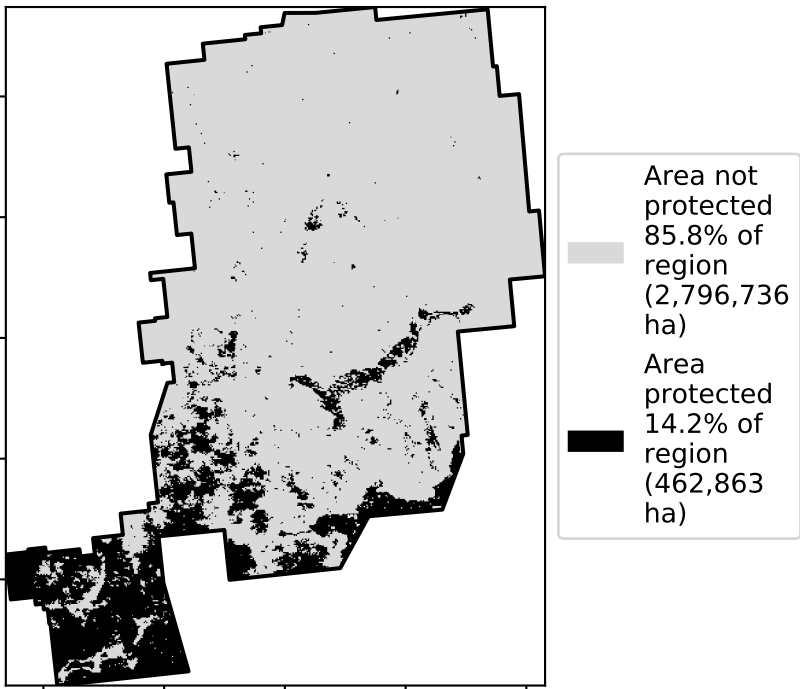 Area not
protected
85.8% of
region
(2,796,736
ha)
Area
protected
14.2% of
region
(462,863
ha)